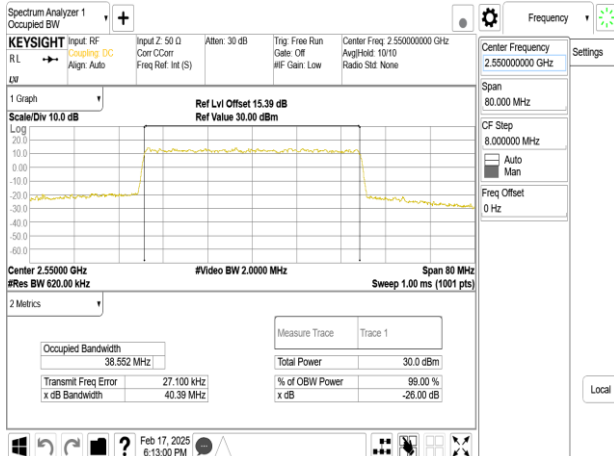 Spectrum Analyzer 1
Occupied BW
Frequency
KEYSIGHT
Input: RF
Input Z: 50 Ω
Atten: 30 dB
Trig: Free Run
Center Freq: 2.550000000 GHz
RL
Coupling: DC
Corr CCorr
Gate: Off
Avg|Hold: 10/10
Align: Auto
Freq Ref: Int (S)
#IF Gain: Low
Radio Std: None
LXI
Center Frequency
2.550000000 GHz
Settings
Span
80.000 MHz
CF Step
8.000000 MHz
Auto
Man
Freq Offset
0 Hz
1 Graph
Ref Lvl Offset 15.39 dB
Scale/Div 10.0 dB
Ref Value 30.00 dBm
Log
20.0
10.0
0.00
-10.0
-20.0
-30.0
-40.0
-50.0
-60.0
Center 2.55000 GHz
#Video BW 2.0000 MHz
Span 80 MHz
#Res BW 620.00 kHz
Sweep 1.00 ms (1001 pts)
2 Metrics
Measure Trace
Trace 1
Occupied Bandwidth
38.552 MHz
Total Power
30.0 dBm
Transmit Freq Error
27.100 kHz
% of OBW Power
99.00 %
x dB Bandwidth
40.39 MHz
x dB
-26.00 dB
Local
?
Feb 17, 2025
6:13:00 PM